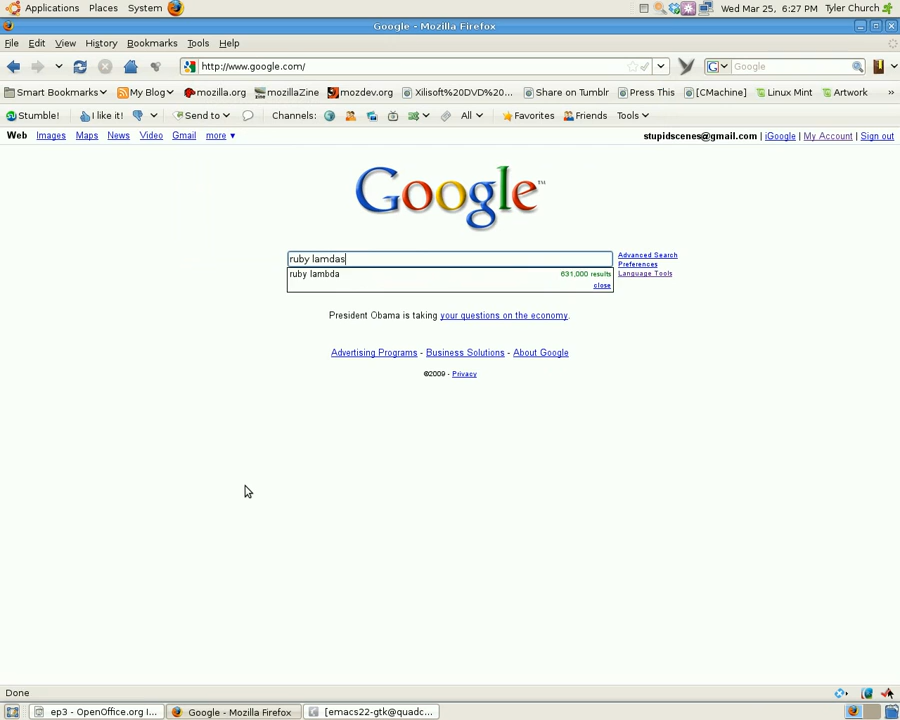 Applications Places System Wed Mar 25, 6:27 PM Tyler Church
Google - Mozilla Firefox
File Edit View History Bookmarks Tools Help
http://www.google.com/ Google
Smart Bookmarks My Blog mozilla.org mozillaZine mozdev.org Xilisoft%20DVD%20... Share on Tumblr Press This [CMachine] Linux Mint Artwork »
Stumble! I like it! Send to Channels: All Favorites Friends Tools
Web Images Maps News Video Gmail more ▼ stupidscenes@gmail.com | iGoogle | My Account | Sign out
Google™
ruby lamdas Advanced Search
Preferences
ruby lambda 631,000 results Language Tools
close
President Obama is taking your questions on the economy.
Advertising Programs - Business Solutions - About Google
©2009 - Privacy
Done
ep3 - OpenOffice.org I... Google - Mozilla Firefox [emacs22-gtk@quadc...